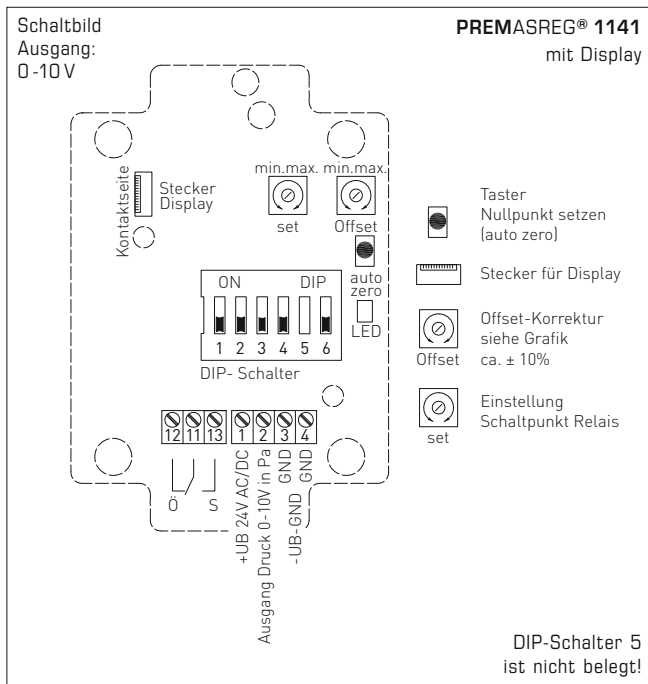 Schaltbild
Ausgang:
0-10 V
PREMASREG® 1141
mit Display
Kontaktseite
Stecker
Display
min.max.
set
min.max.
Offset
auto
zero
LED
ON DIP
1 2 3 4 5 6
DIP- Schalter
12 11 13
1 2 3 4
Ö S
+UB 24V AC/DC
Ausgang Druck 0-10V in Pa
GND
-UB-GND
GND
Taster
Nullpunkt setzen
(auto zero)
Stecker für Display
Offset
Offset-Korrektur
siehe Grafik
ca. ± 10%
set
Einstellung
Schaltpunkt Relais
DIP-Schalter 5
ist nicht belegt!